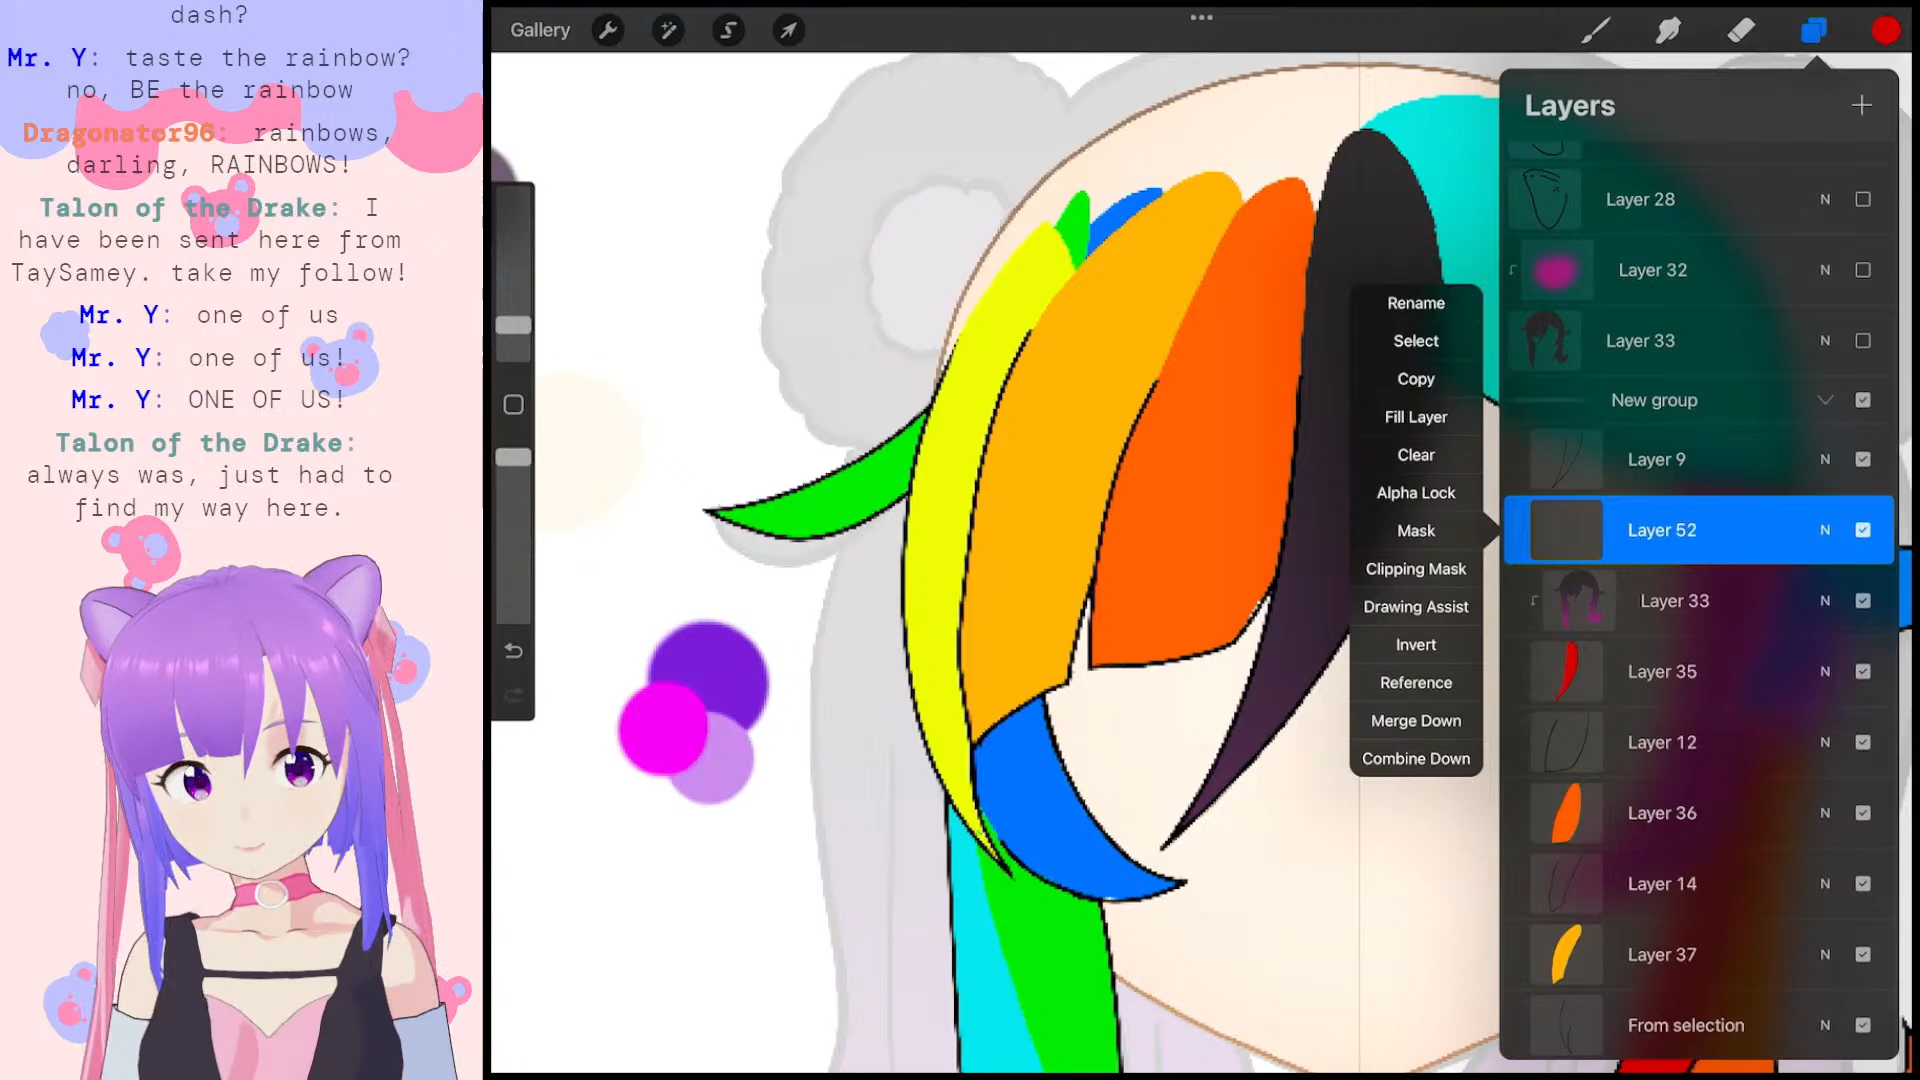 dash?
Mr. Y: taste the rainbow?
no, BE the rainbow
Dragonator96: rainbows,
darling, RAINBOWS!
Talon of the Drake: I
have been sent here from
TaySamey. take my follow!
Mr. Y: one of us
Mr. Y: one of us!
Mr. Y: ONE OF US!
Talon of the Drake:
always was, just had to
find my way here.
Gallery
Rename
Select
Copy
Fill Layer
Clear
Alpha Lock
Mask
Clipping Mask
Drawing Assist
Invert
Reference
Merge Down
Combine Down
Layers
Layer 28 N
Layer 32 N
Layer 33 N
New group
Layer 9 N
Layer 52 N
Layer 33 N
Layer 35 N
Layer 12 N
Layer 36 N
Layer 14 N
Layer 37 N
From selection N